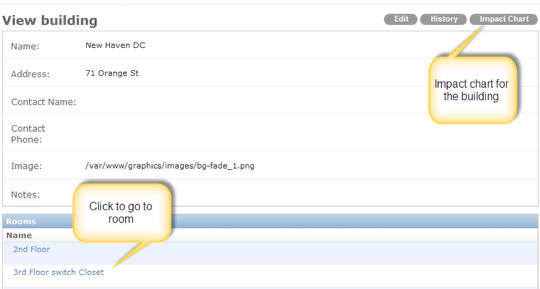 View building
Edit
History
Impact Chart
Name: New Haven DC
Address: 71 Orange St
Contact Name:
Contact
Phone:
Image: /var/www/graphics/images/bg-fade_1.png
Notes:
Impact chart for
the building
Click to go to
room
Rooms
Name
2nd Floor
3rd Floor switch Closet